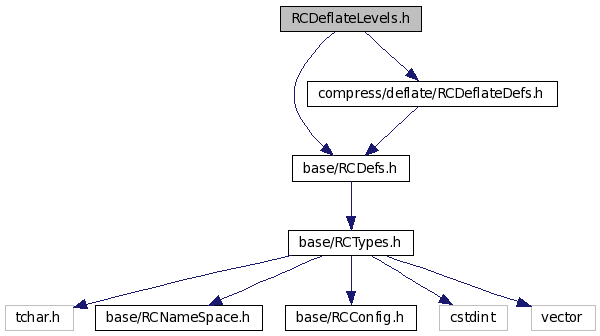 RCDeflateLevels.h
compress/deflate/RCDeflateDefs.h
base/RCDefs.h
base/RCTypes.h
tchar.h
base/RCNameSpace.h
base/RCConfig.h
cstdint
vector